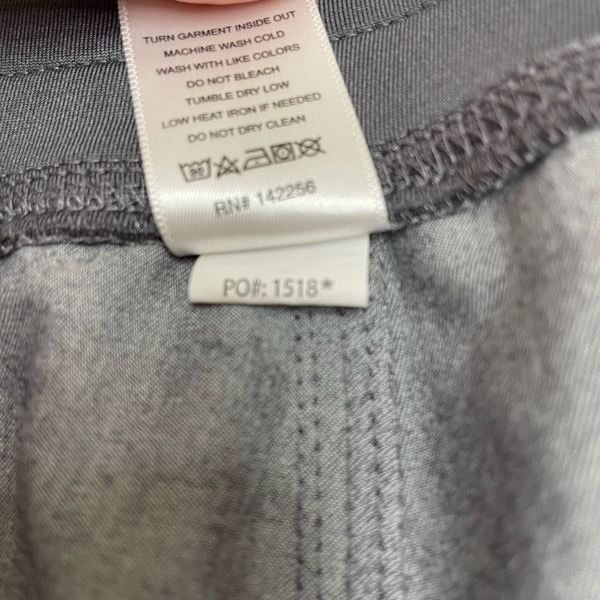 TURN GARMENT INSIDE OUT
MACHINE WASH COLD
WASH WITH LIKE COLORS
DO NOT BLEACH
TUMBLE DRY LOW
LOW HEAT IRON IF NEEDED
DO NOT DRY CLEAN
RN# 142256
PO#: 1518*